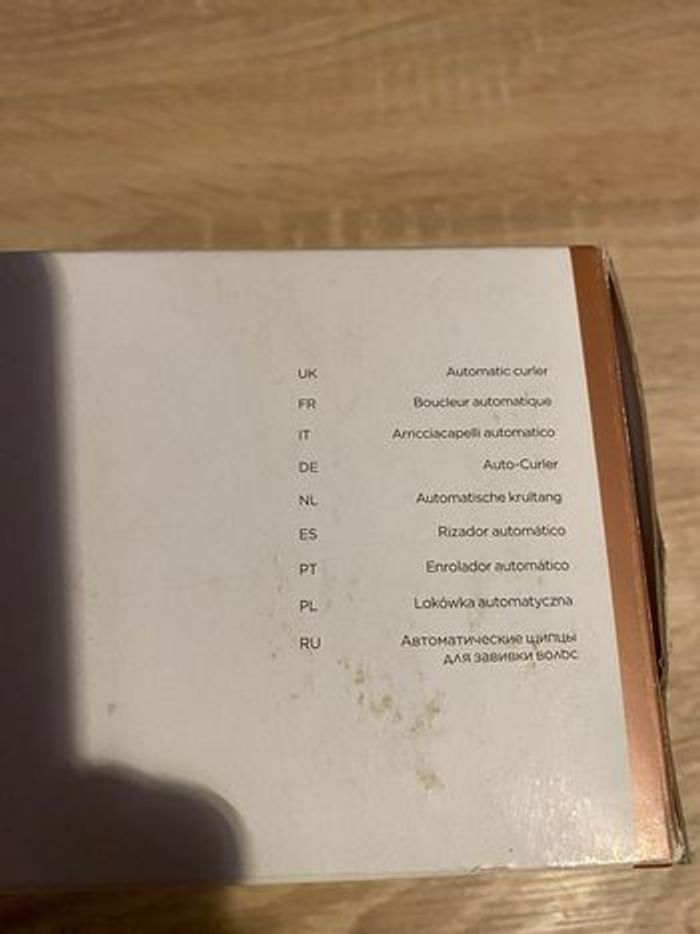 UK Automatic curler
FR Boucleur automatique
IT Arricciacapelli automatico
DE Auto-Curler
NL Automatische krultang
ES Rizador automático
PT Enrolador automático
PL Lokówka automatyczna
RU Автоматические щипцы
для завивки вольс